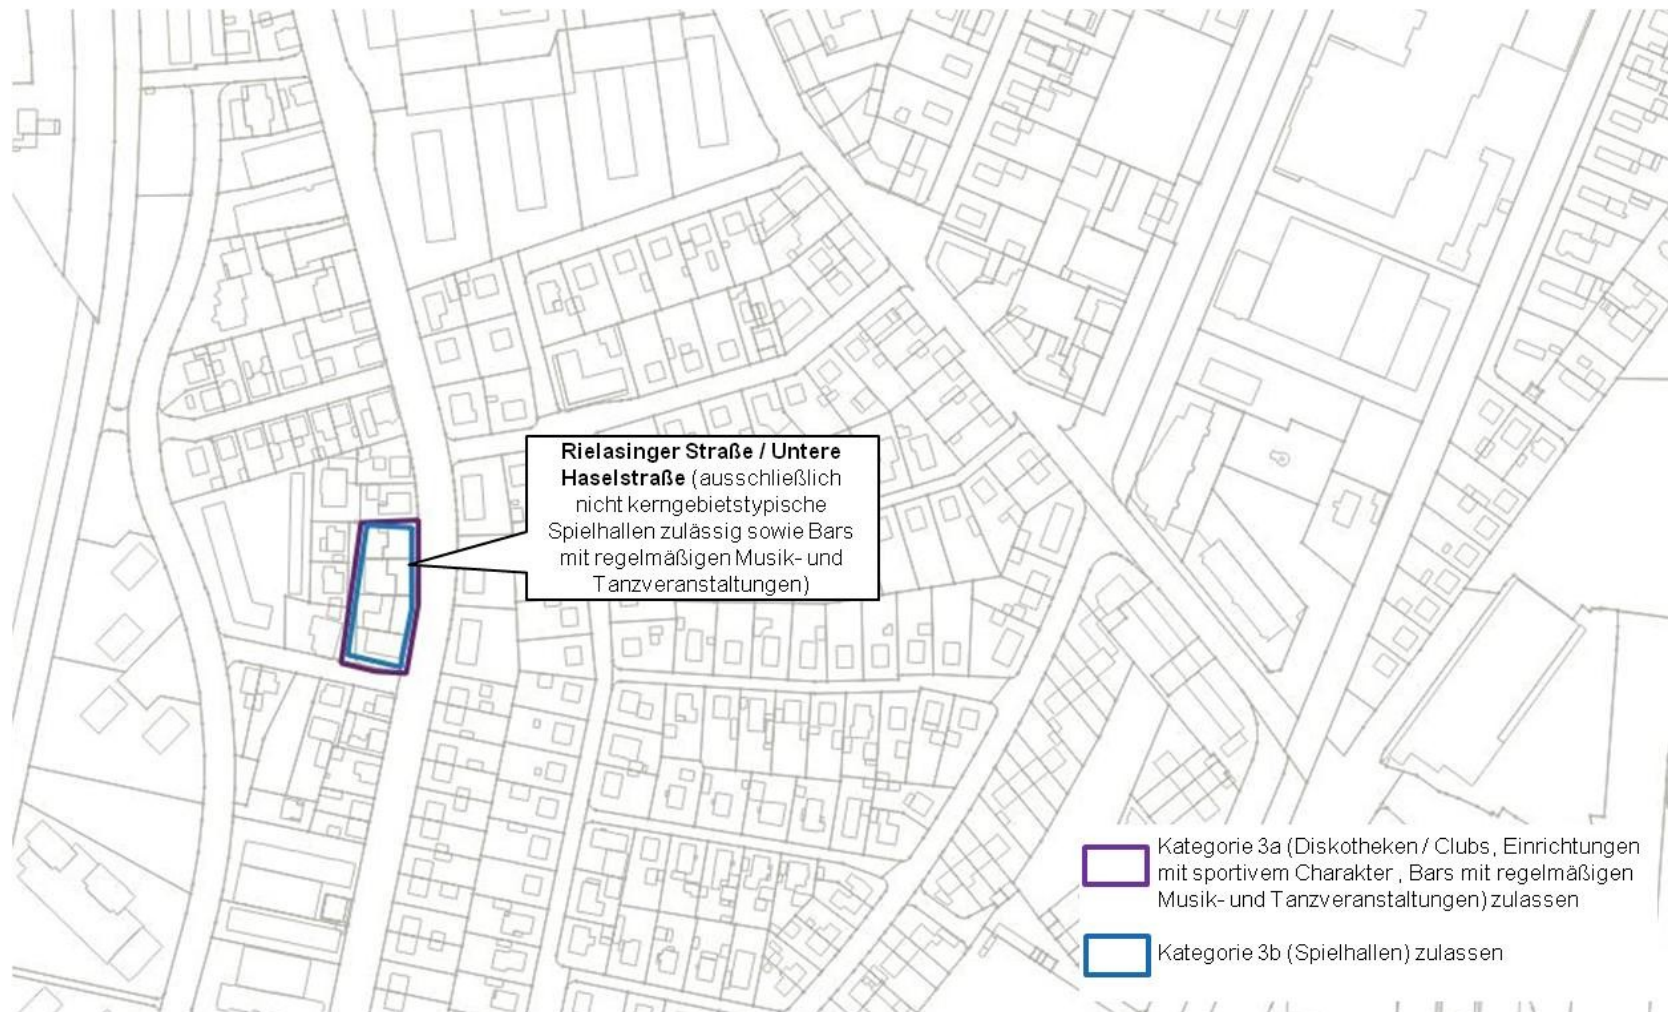 Rielasinger Straße / Untere
Haselstraße (ausschließlich
nicht kerngebietstypische
Spielhallen zulässig sowie Bars
mit regelmäßigen Musik- und
Tanzveranstaltungen)
Kategorie 3a (Diskotheken / Clubs, Einrichtungen
mit sportivem Charakter , Bars mit regelmäßigen
Musik- und Tanzveranstaltungen) zulassen
Kategorie 3b (Spielhallen) zulassen